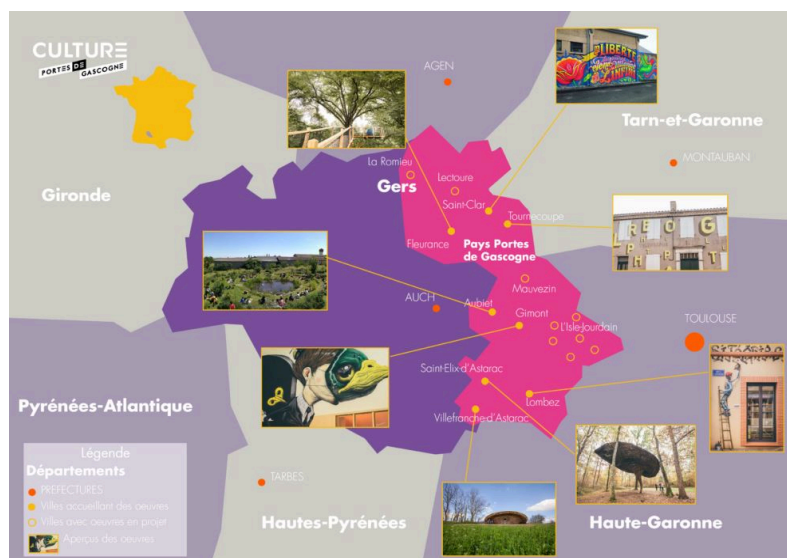 CULTURE
PORTES DE GASCOGNE
AGEN
Tarn-et-Garonne
MONTAUBAN
La Romieu
Gers
Lectoure
Saint-Clar
Tournecoupe
Gironde
Fleurance
Pays Portes
de Gascogne
Mauvezin
AUCH
Aubiet
Gimont
L'Isle-Jourdain
TOULOUSE
Saint-Elix-d'Astarac
Lombez
Villefranche-d'Astarac
Pyrénées-Atlantique
Légende
Départements
PREFECTURES
Villes accueillant des oeuvres
Villes avec oeuvres en projet
Aperçus des oeuvres
TARBES
Hautes-Pyrénées
Haute-Garonne